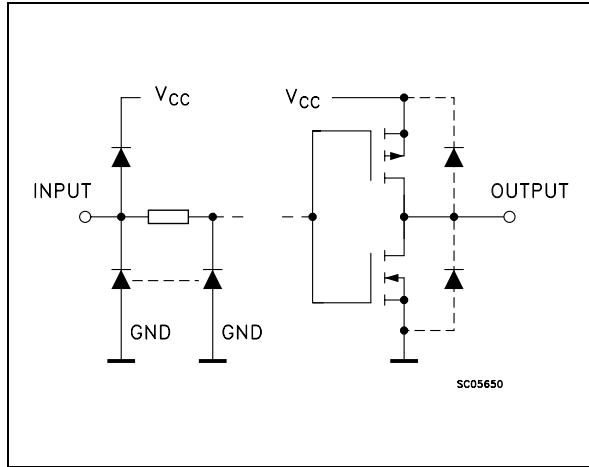 VCC
VCC
INPUT
OUTPUT
GND
GND
SC05650